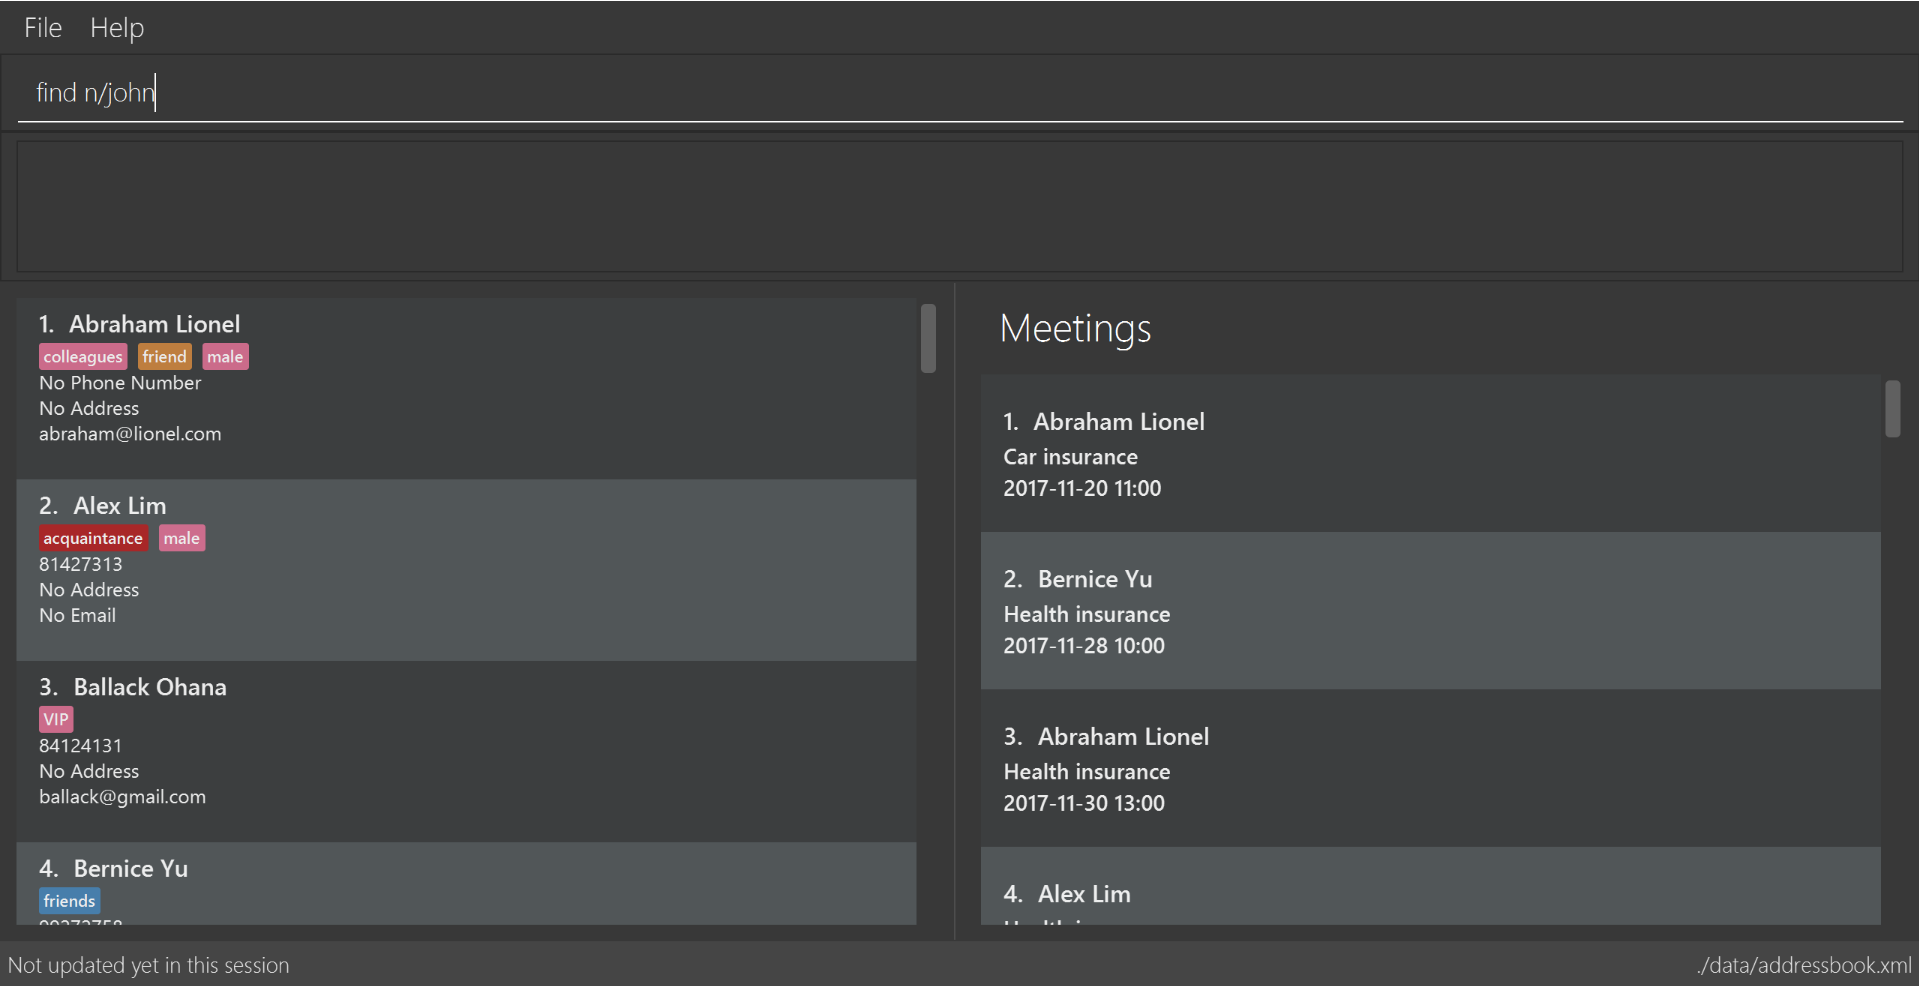 File Help
find n/john
1. Abraham Lionel
colleagues friend male
No Phone Number
No Address
abraham@lionel.com
2. Alex Lim
acquaintance male
81427313
No Address
No Email
3. Ballack Ohana
VIP
84124131
No Address
ballack@gmail.com
4. Bernice Yu
friends
Meetings
1. Abraham Lionel
Car insurance
2017-11-20 11:00
2. Bernice Yu
Health insurance
2017-11-28 10:00
3. Abraham Lionel
Health insurance
2017-11-30 13:00
4. Alex Lim
Not updated yet in this session
./data/addressbook.xml